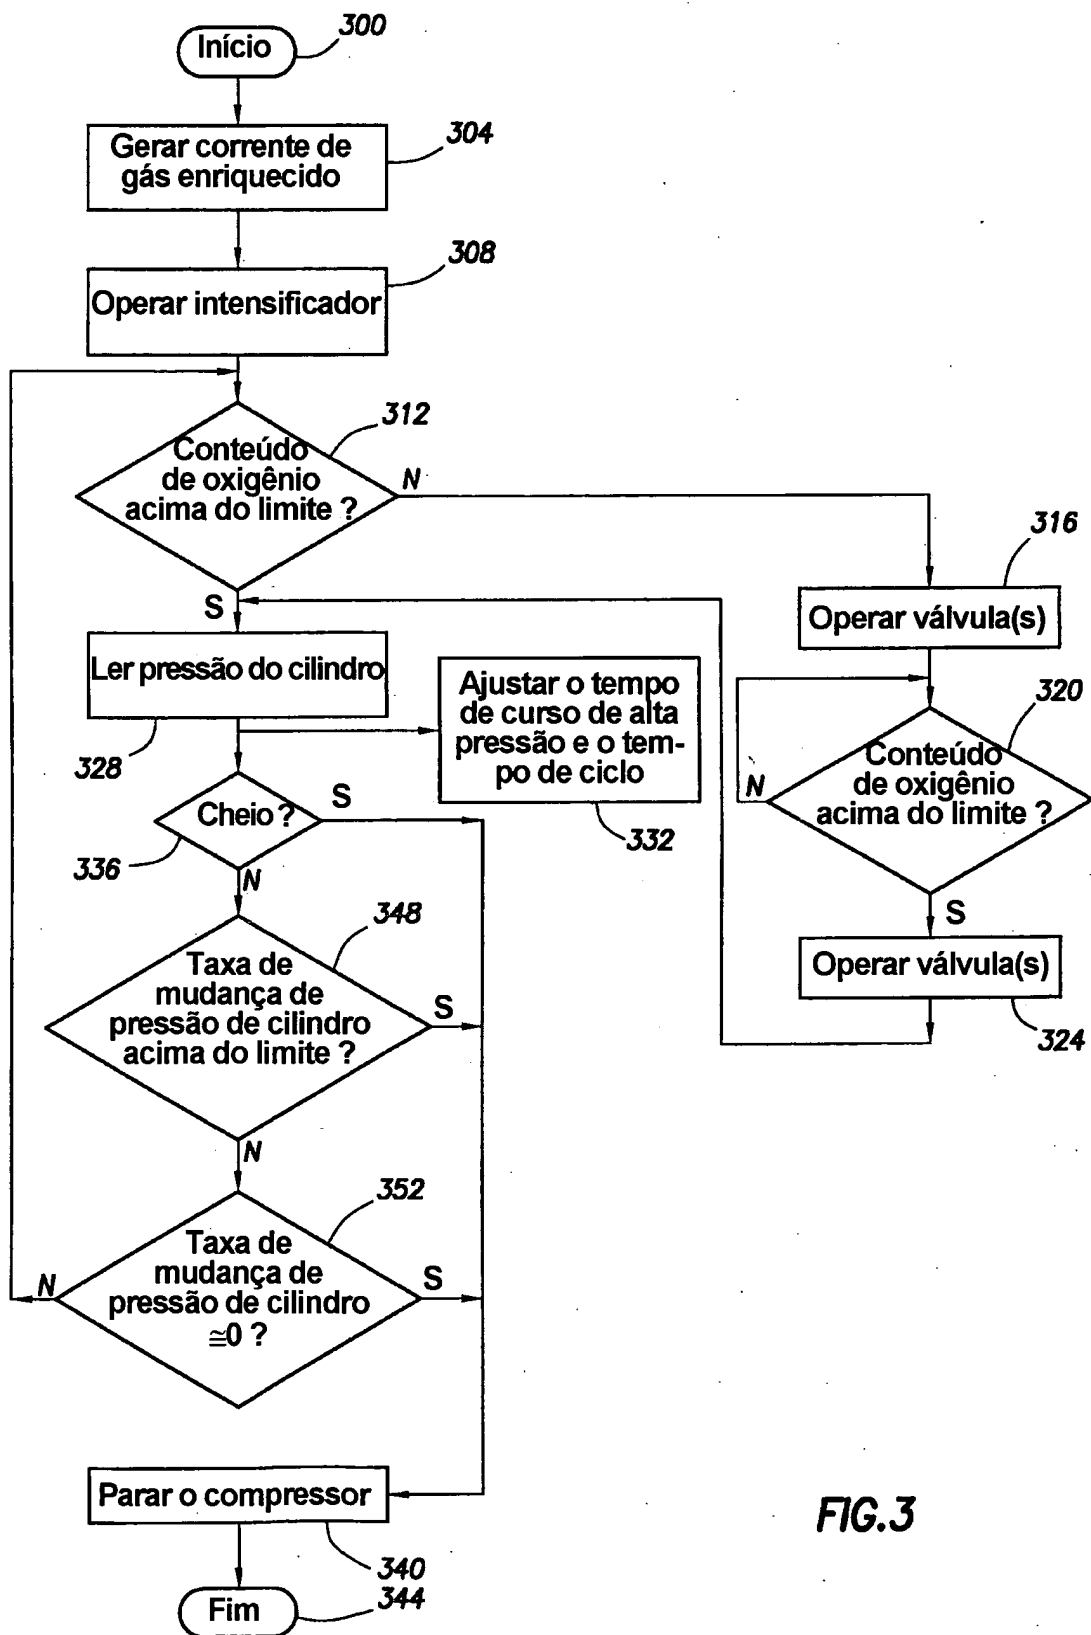 300
Início
304
Gerar corrente de
gás enriquecido
308
Operar intensificador
312
Conteúdo
de oxigênio
acima do limite ?
N
S
316
Operar válvula(s)
320
Conteúdo
de oxigênio
acima do limite ?
N
S
Operar válvula(s)
324
Ler pressão do cilindro
328
Ajustar o tempo
de curso de alta
pressão e o tem-
po de ciclo
332
Cheio ?
S
336
N
348
Taxa de
mudança de
pressão de cilindro
acima do limite ?
S
N
352
Taxa de
mudança de
pressão de cilindro
≅0 ?
N
S
Parar o compressor
340
344
Fim
FIG.3